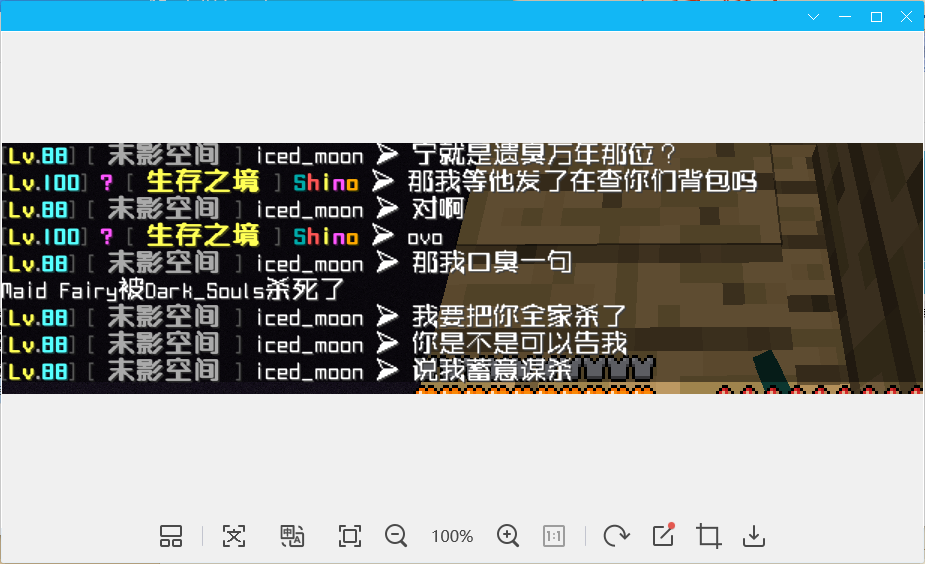 [Lv.88] [ 末影空间 ] iced_moon ➤ 宁就是遗臭万年那位？
[Lv.100] ? [ 生存之境 ] Shino ➤ 那我等他发了在查你们背包吗
[Lv.88] [ 末影空间 ] iced_moon ➤ 对啊
[Lv.100] ? [ 生存之境 ] Shino ➤ ovo
[Lv.88] [ 末影空间 ] iced_moon ➤ 那我口臭一句
Maid Fairy被Dark_Souls杀死了
[Lv.88] [ 末影空间 ] iced_moon ➤ 我要把你全家杀了
[Lv.88] [ 末影空间 ] iced_moon ➤ 你是不是可以告我
[Lv.88] [ 末影空间 ] iced_moon ➤ 说我蓄意谋杀
100%
1:1